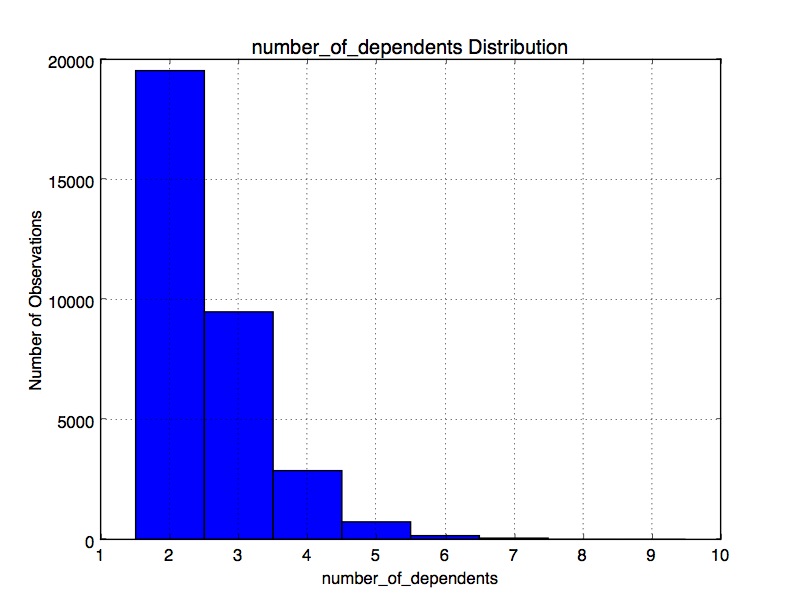 number_of_dependents Distribution
20000
15000
10000
5000
0
Number of Observations
1 2 3 4 5 6 7 8 9 10
number_of_dependents